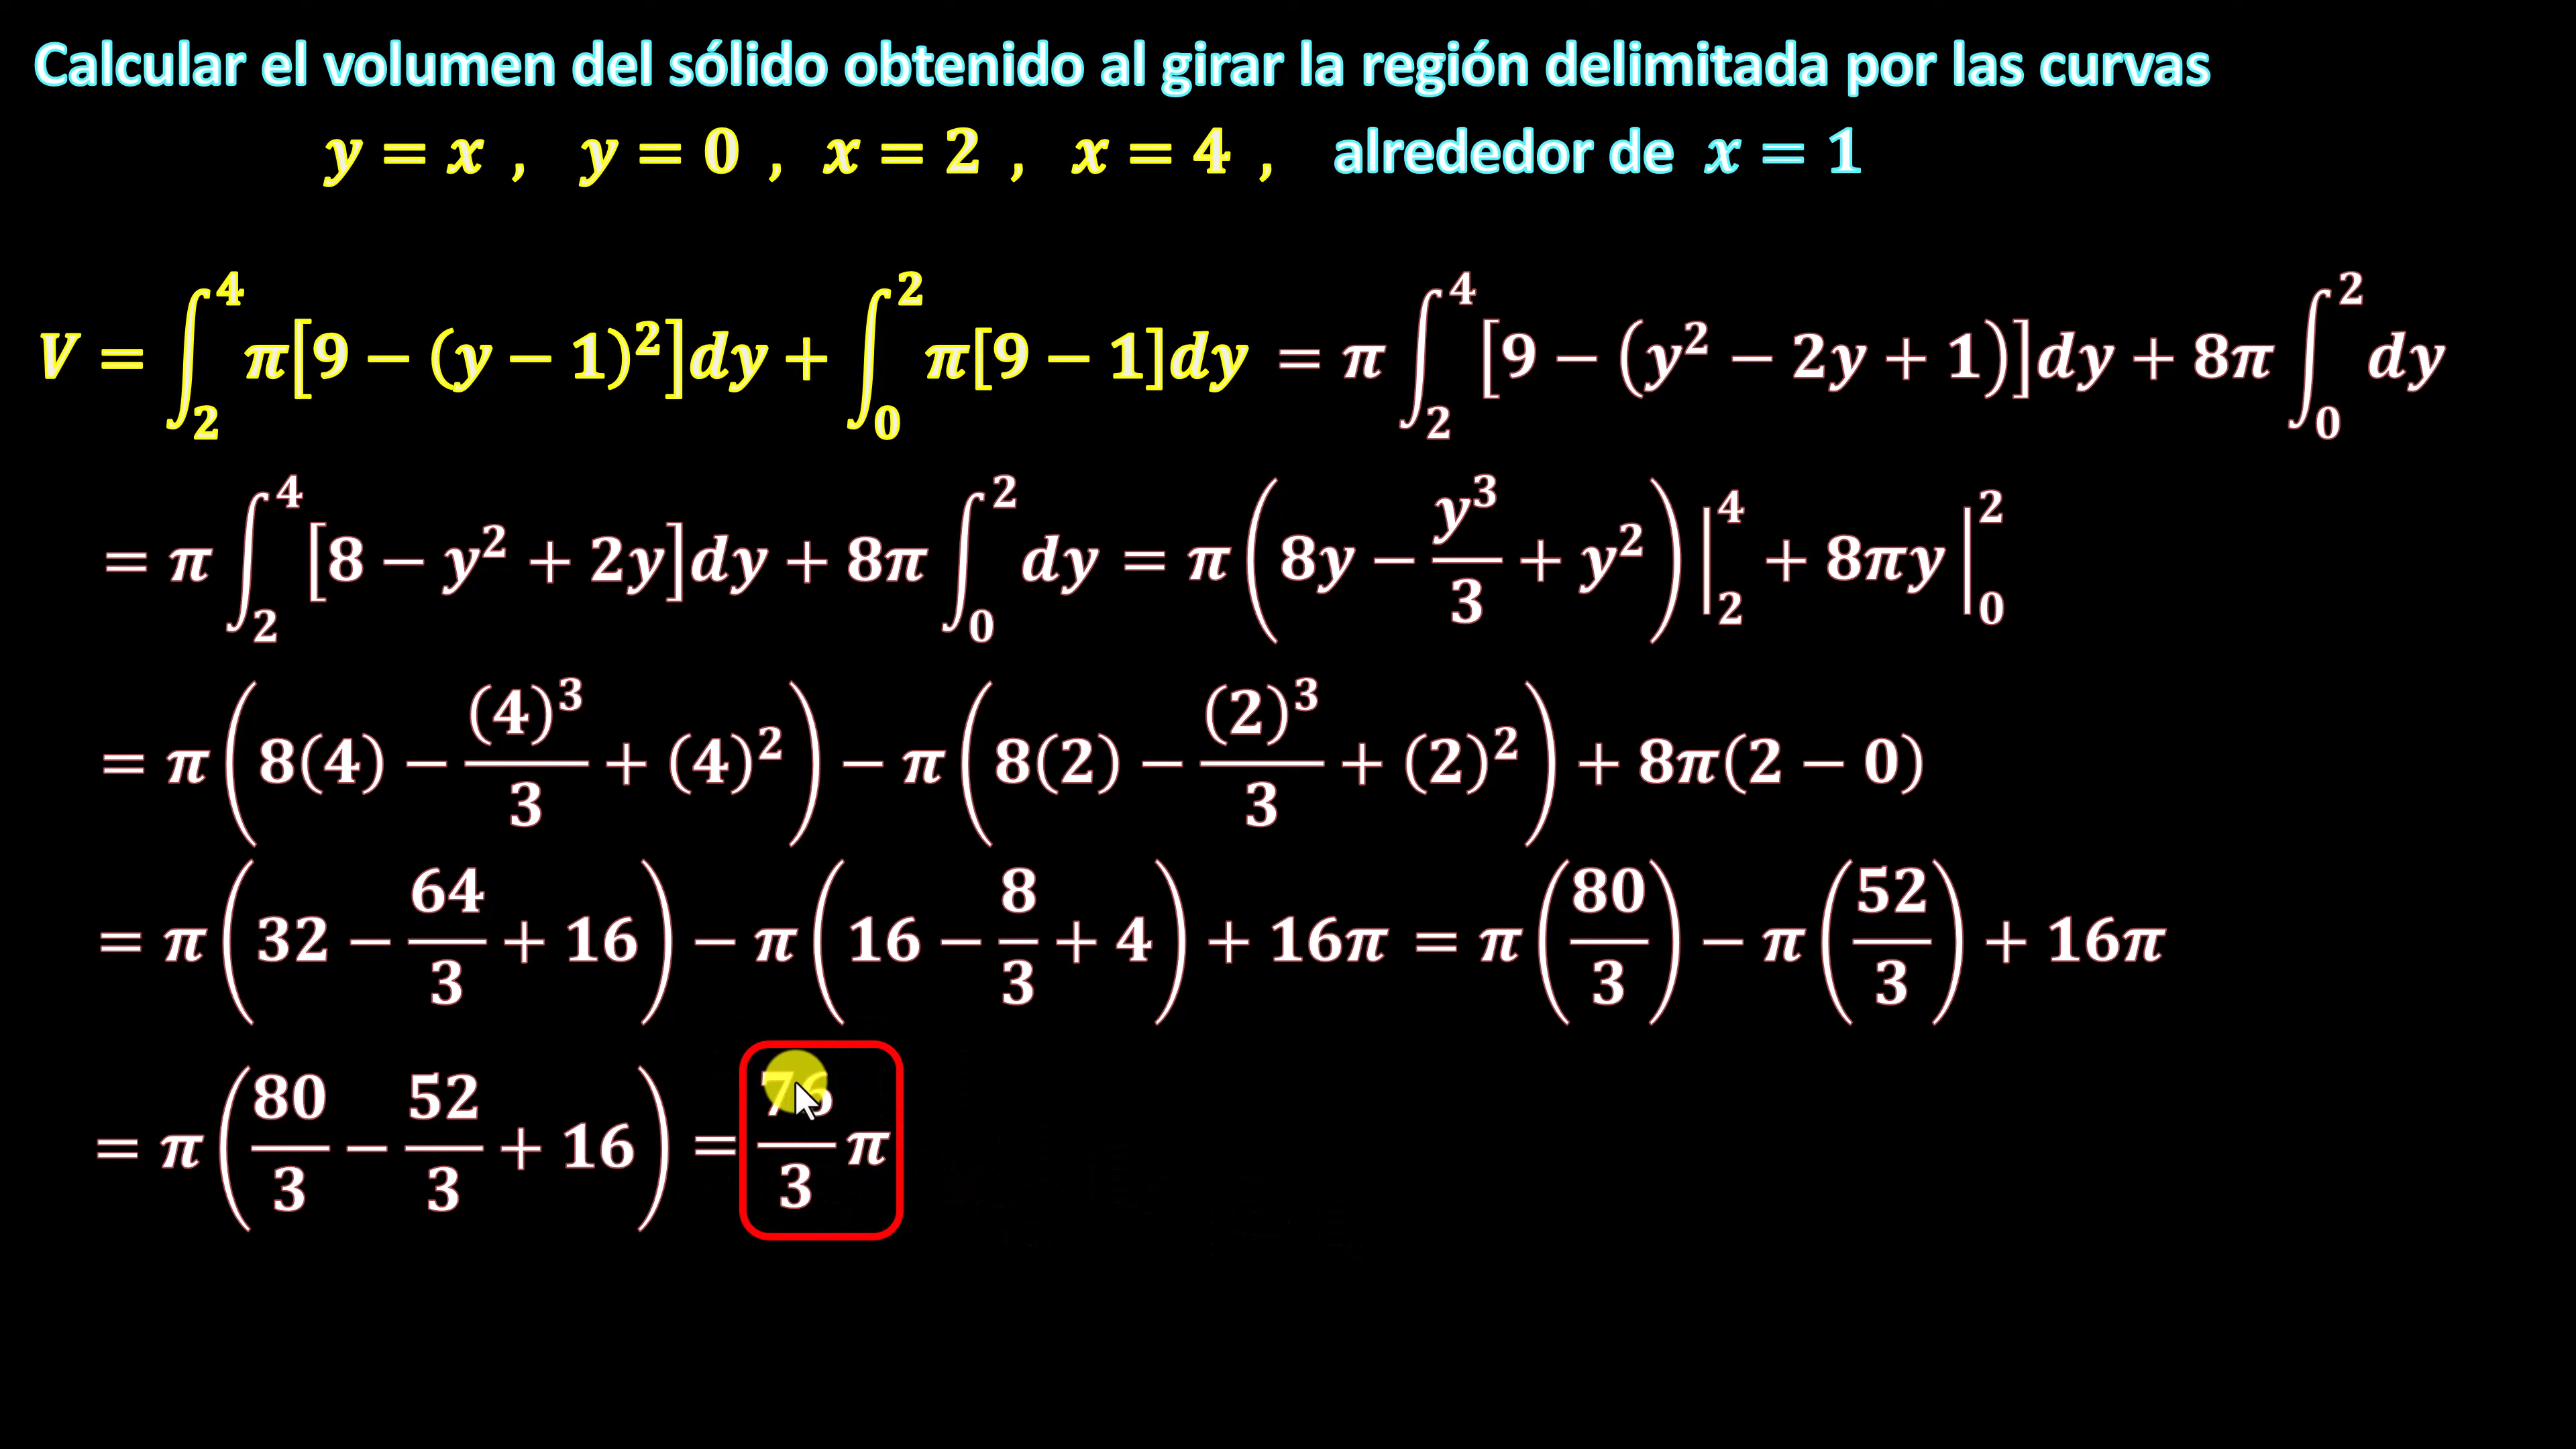 Calcular el volumen del sólido obtenido al girar la región delimitada por las curvas
y = x , y = 0 , x = 2 , x = 4 , alrededor de x = 1
V = ∫₂⁴ π[9 − (y − 1)²]dy + ∫₀² π[9 − 1]dy = π ∫₂⁴ [9 − (y² − 2y + 1)]dy + 8π ∫₀² dy
= π ∫₂⁴ [8 − y² + 2y]dy + 8π ∫₀² dy = π(8y − y³/3 + y²)|₂⁴ + 8πy|₀²
= π(8(4) − (4)³/3 + (4)²) − π(8(2) − (2)³/3 + (2)²) + 8π(2 − 0)
= π(32 − 64/3 + 16) − π(16 − 8/3 + 4) + 16π = π(80/3) − π(52/3) + 16π
= π(80/3 − 52/3 + 16) = 76/3 π